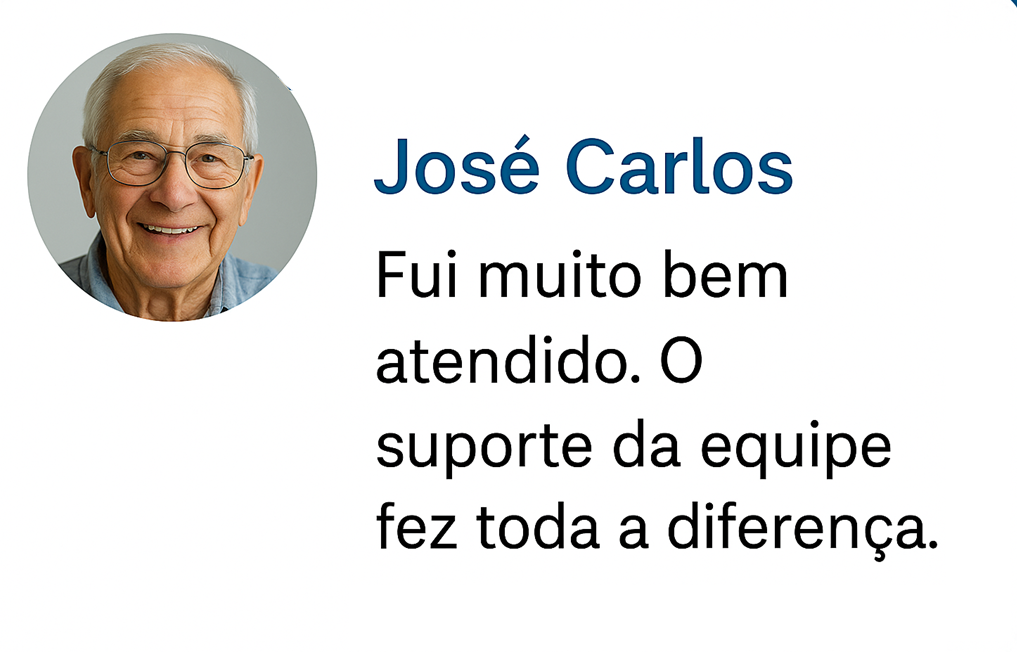 José Carlos
Fui muito bem
atendido. O
suporte da equipe
fez toda a diferença.